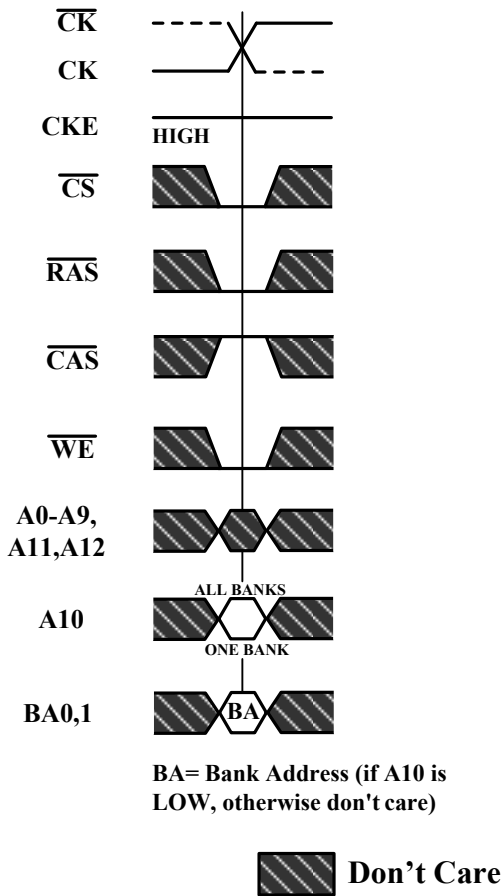 CK
CK
CKE
HIGH
CS
RAS
CAS
WE
A0-A9,
A11,A12
ALL BANKS
A10
ONE BANK
BA0,1
BA
BA= Bank Address (if A10 is
LOW, otherwise don't care)
Don’t Care